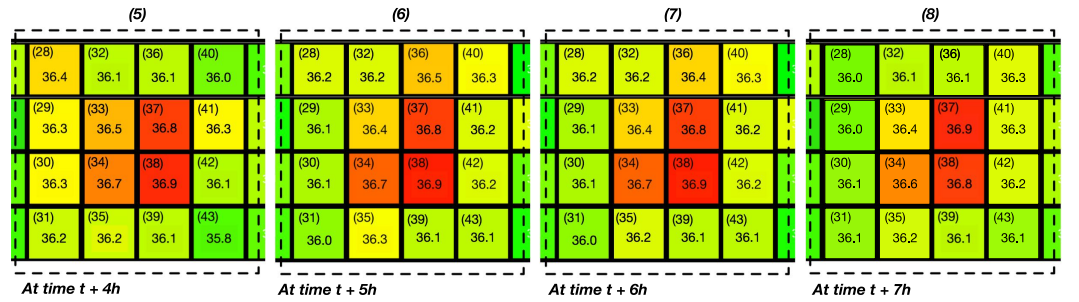 (5) (6) (7) (8)
(28) (32) (36) (40) (28) (32) (36) (40) (28) (32) (36) (40) (28) (32) (36) (40)
36.4 36.1 36.1 36.0 36.2 36.2 36.5 36.3 36.2 36.2 36.4 36.3 36.0 36.1 36.1 36.3
(29) (33) (37) (41) (29) (33) (37) (41) (29) (33) (37) (41) (29) (33) (37) (41)
36.3 36.5 36.8 36.3 36.1 36.4 36.8 36.2 36.1 36.4 36.8 36.2 36.0 36.4 36.9 36.3
(30) (34) (38) (42) (30) (34) (38) (42) (30) (34) (38) (42) (30) (34) (38) (42)
36.3 36.7 36.9 36.1 36.1 36.7 36.9 36.2 36.1 36.7 36.9 36.2 36.1 36.6 36.8 36.2
(31) (35) (39) (43) (31) (35) (39) (43) (31) (35) (39) (43) (31) (35) (39) (43)
36.2 36.2 36.1 35.8 36.0 36.3 36.1 36.1 36.0 36.2 36.1 36.1 36.1 36.2 36.1 36.1
At time t + 4h At time t + 5h At time t + 6h At time t + 7h